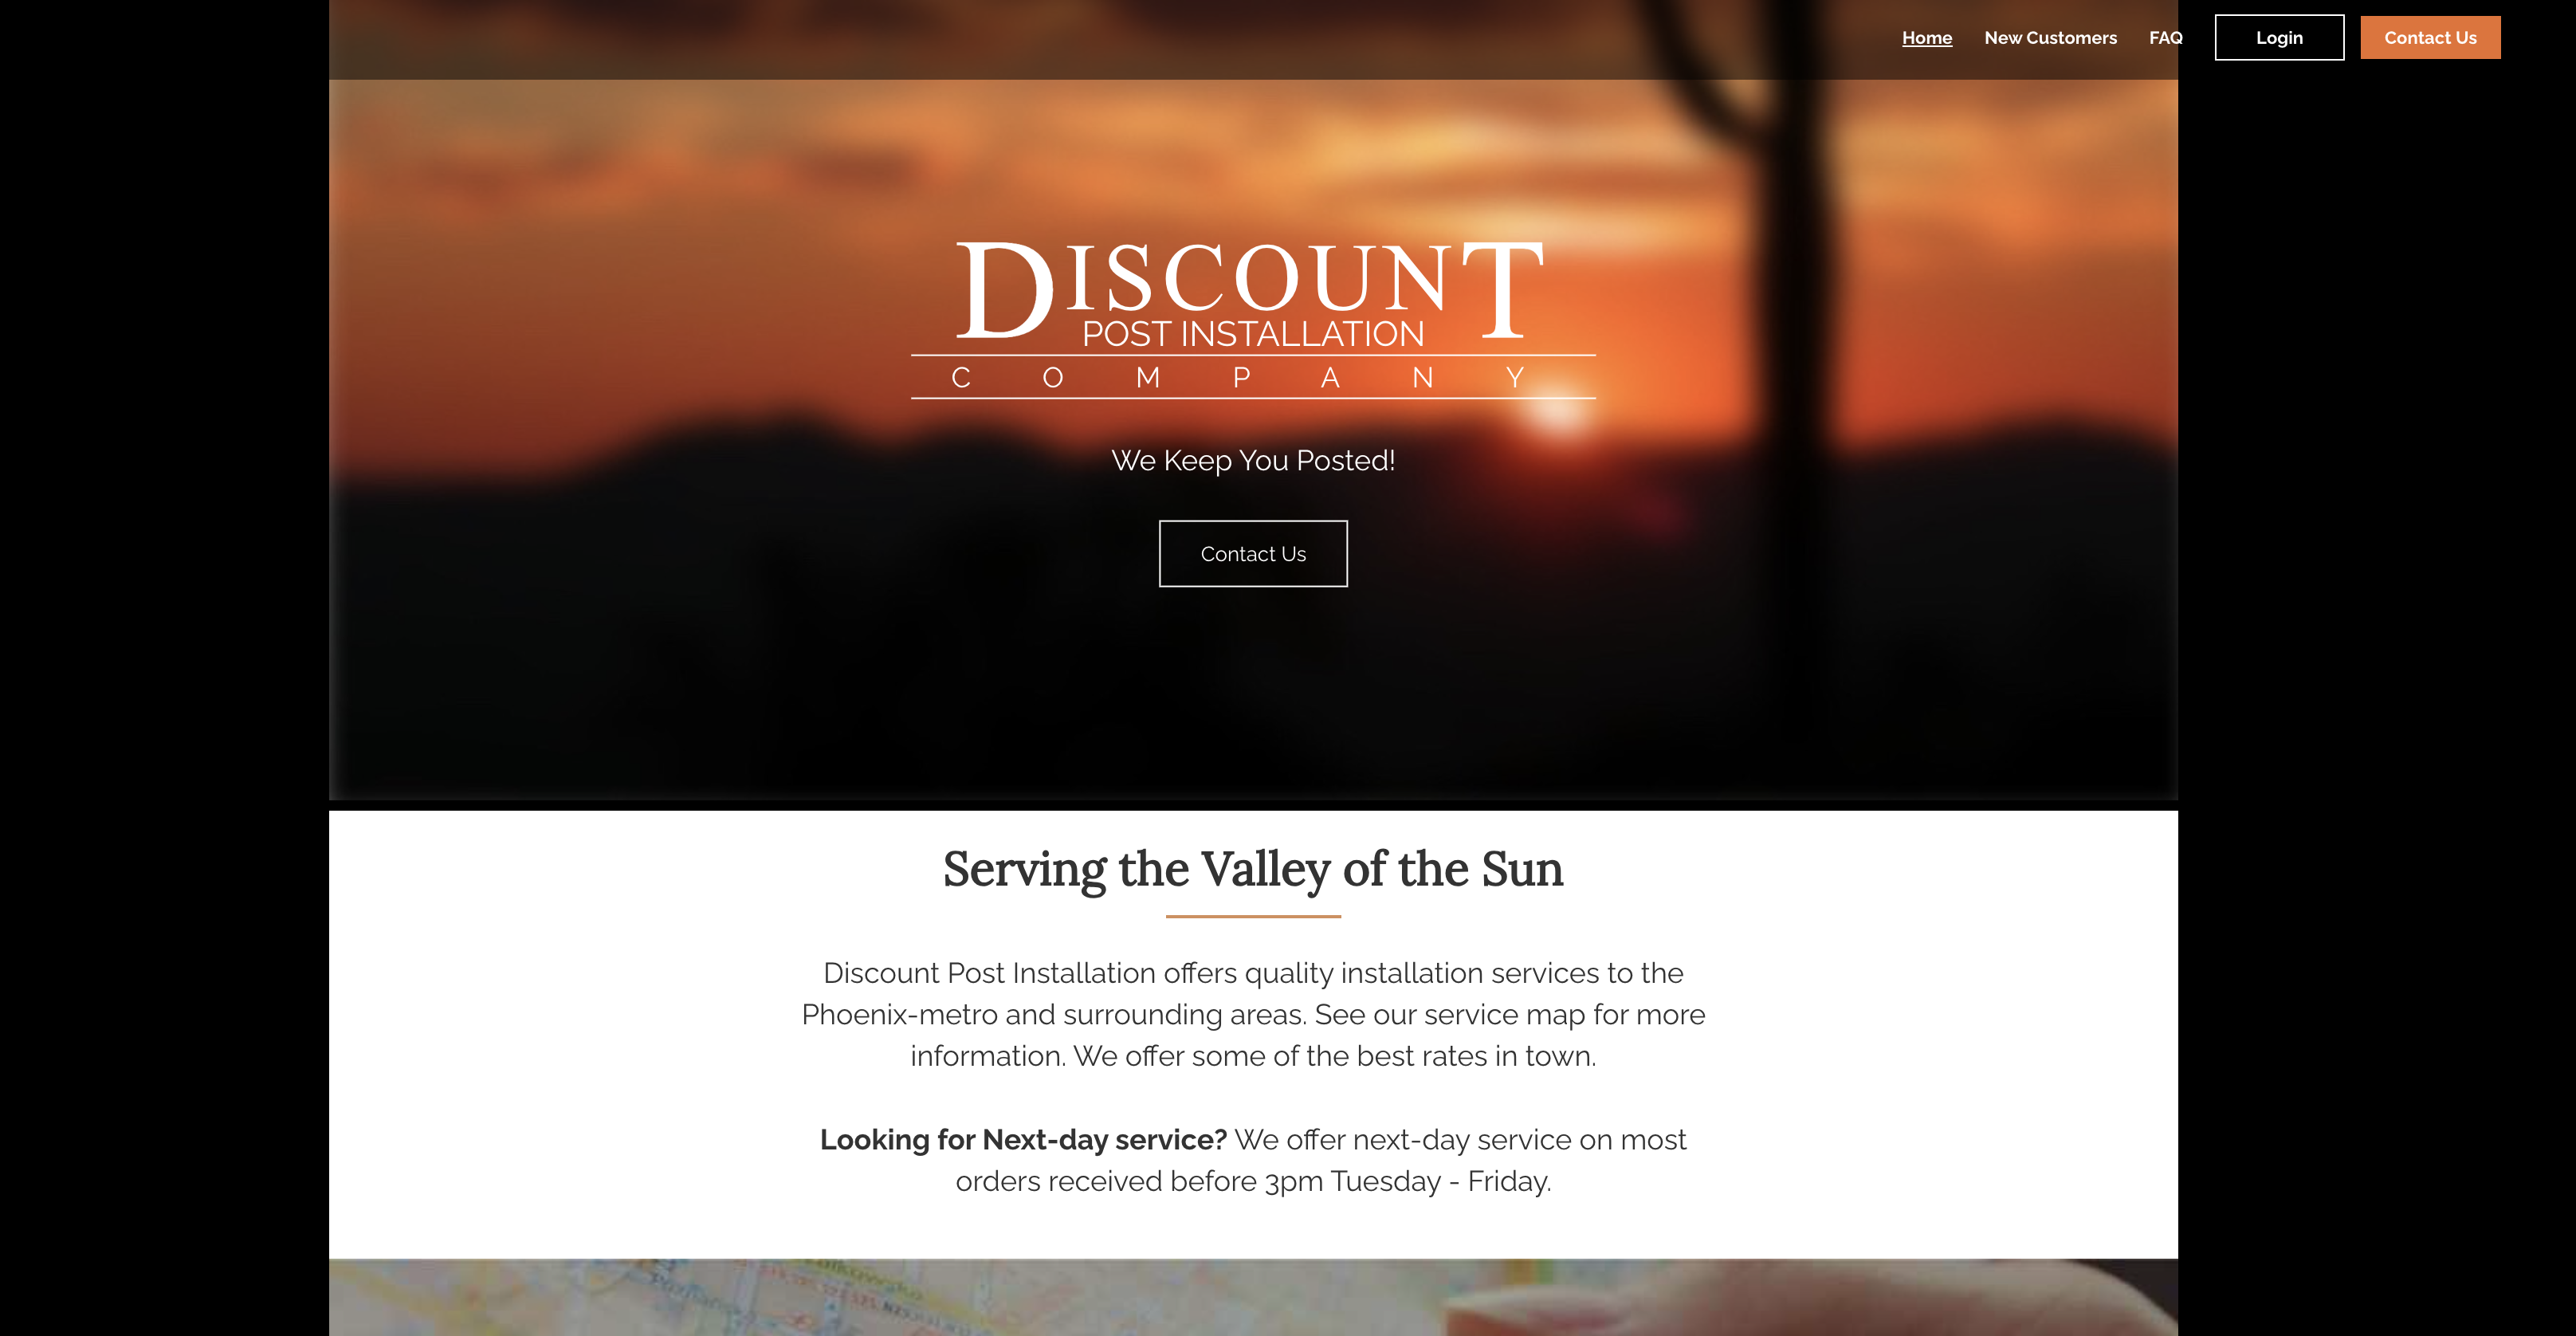 Home New Customers FAQ Login Contact Us
DISCOUNT
POST INSTALLATION
COMPANY
We Keep You Posted!
Contact Us
Serving the Valley of the Sun
Discount Post Installation offers quality installation services to the
Phoenix-metro and surrounding areas. See our service map for more
information. We offer some of the best rates in town.
Looking for Next-day service? We offer next-day service on most
orders received before 3pm Tuesday - Friday.